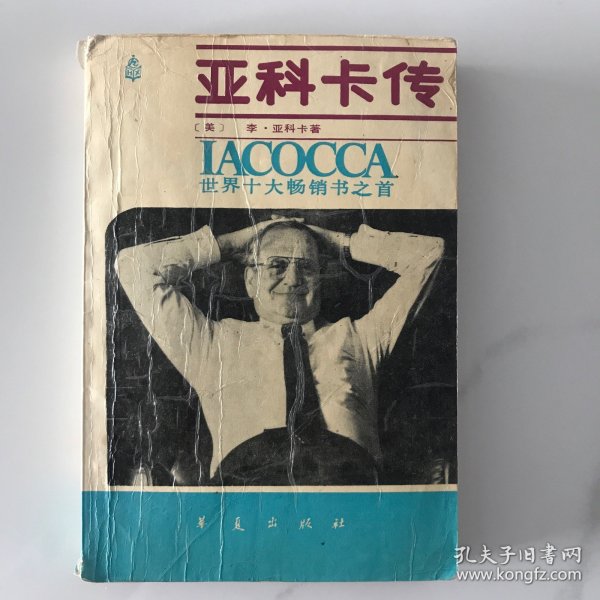 亚科卡传
〔美〕 李·亚科卡著
IACOCCA
世界十大畅销书之首
华夏出版社
孔夫子旧书网
www.kongfz.com